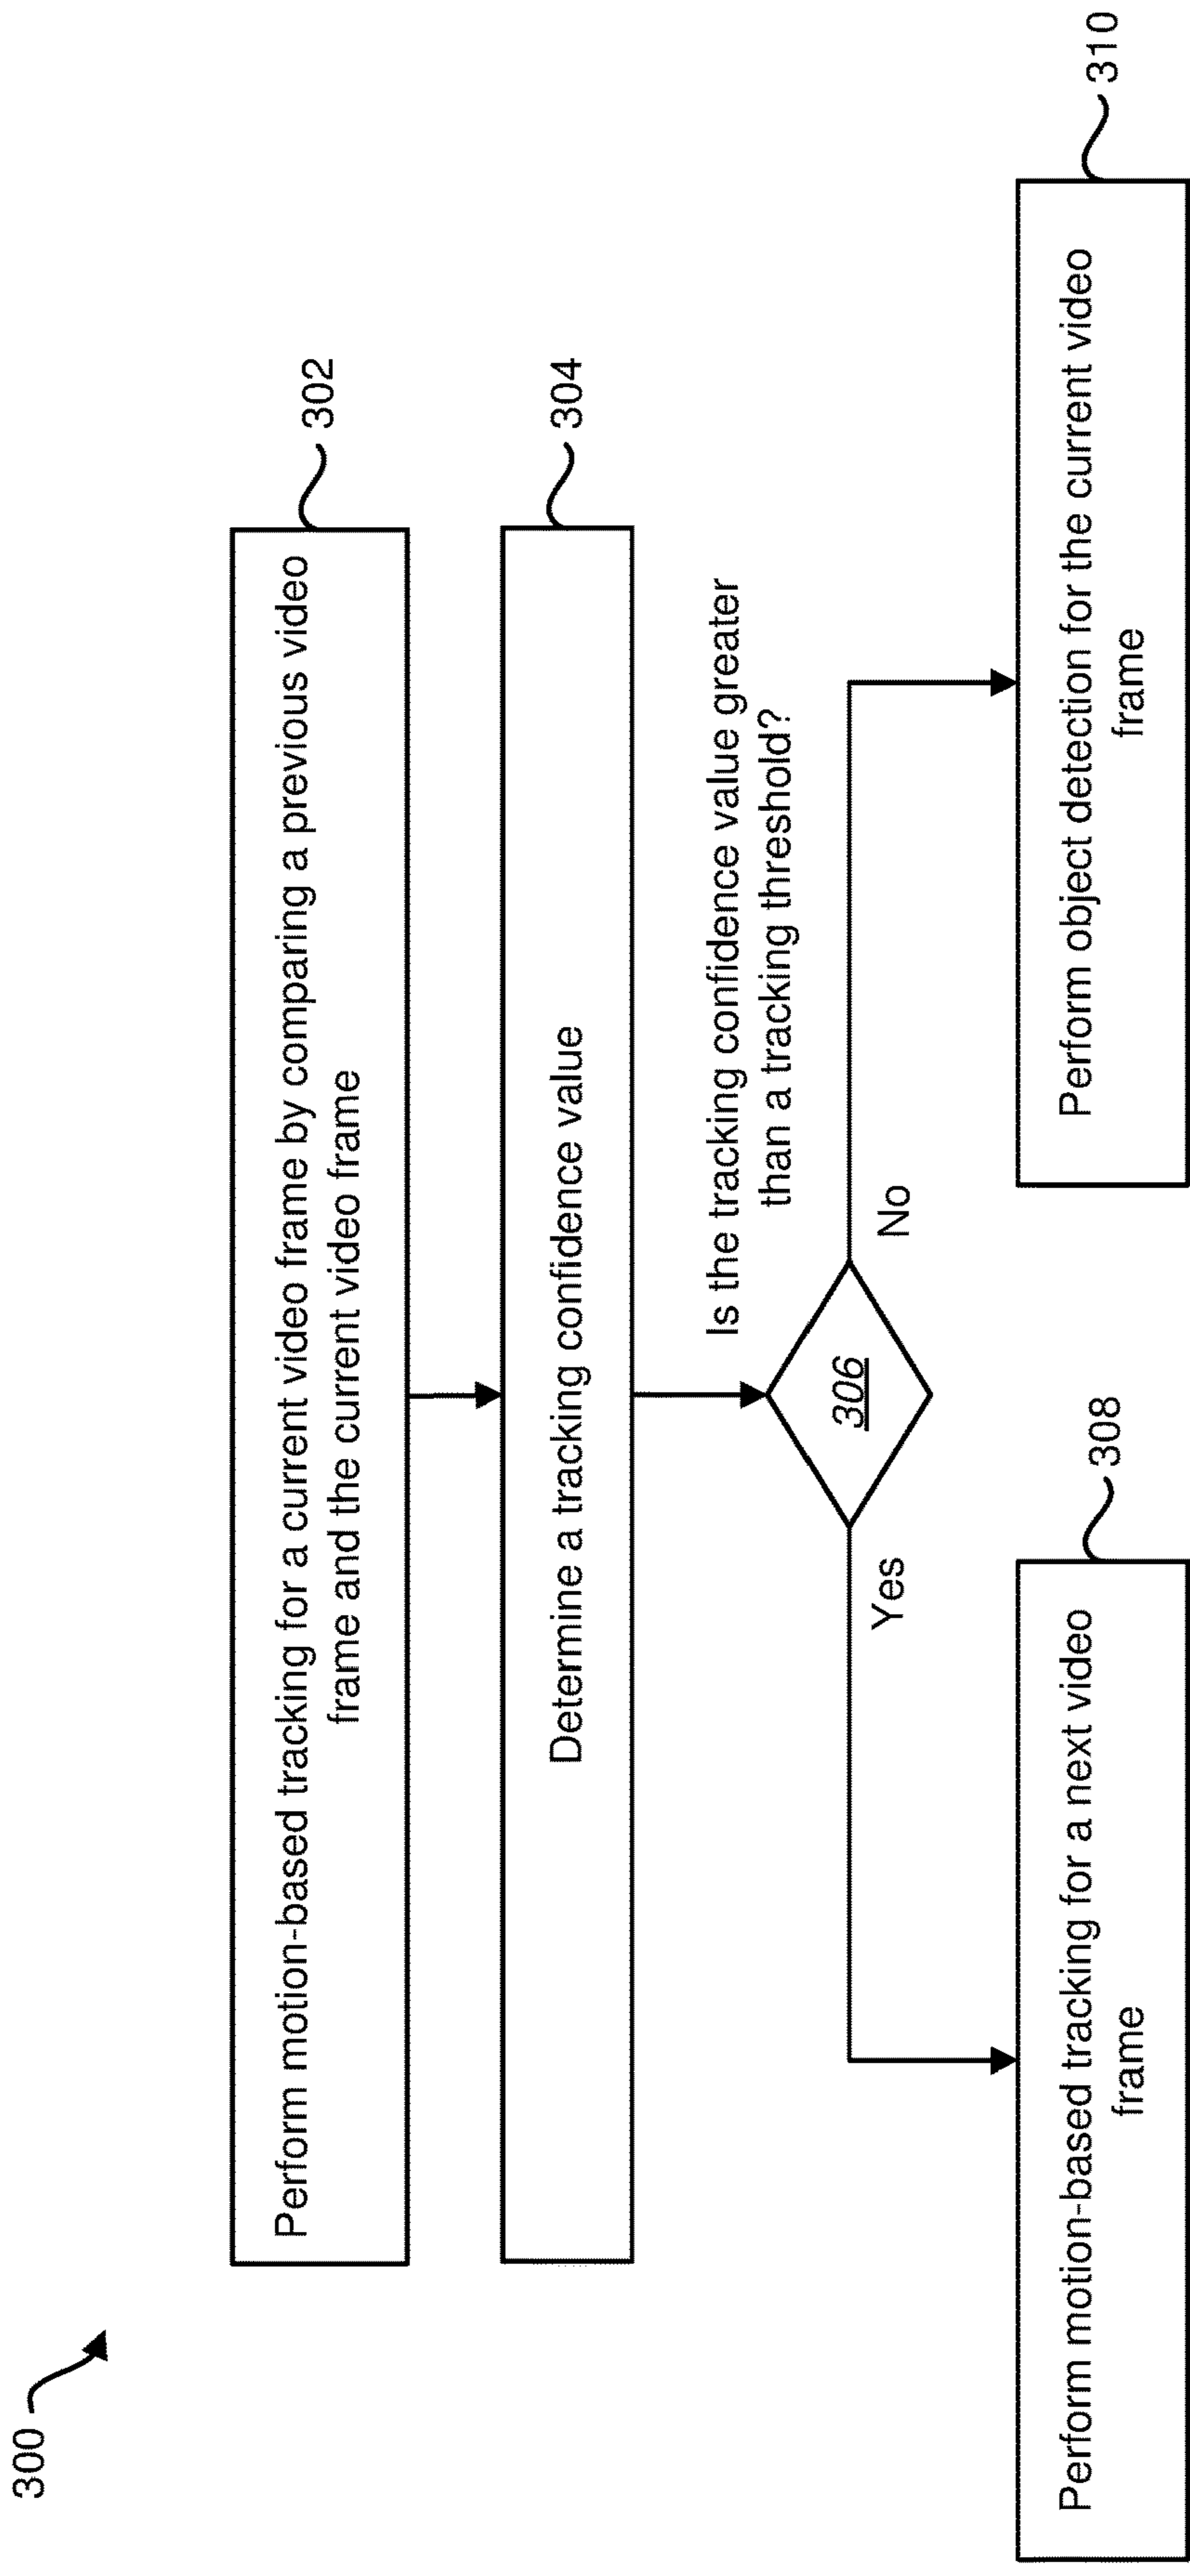 300
Perform motion-based tracking for a current video frame by comparing a previous video
frame and the current video frame
302
Determine a tracking confidence value
304
Is the tracking confidence value greater
than a tracking threshold?
306
Yes
No
Perform motion-based tracking for a next video
frame
308
Perform object detection for the current video
frame
310